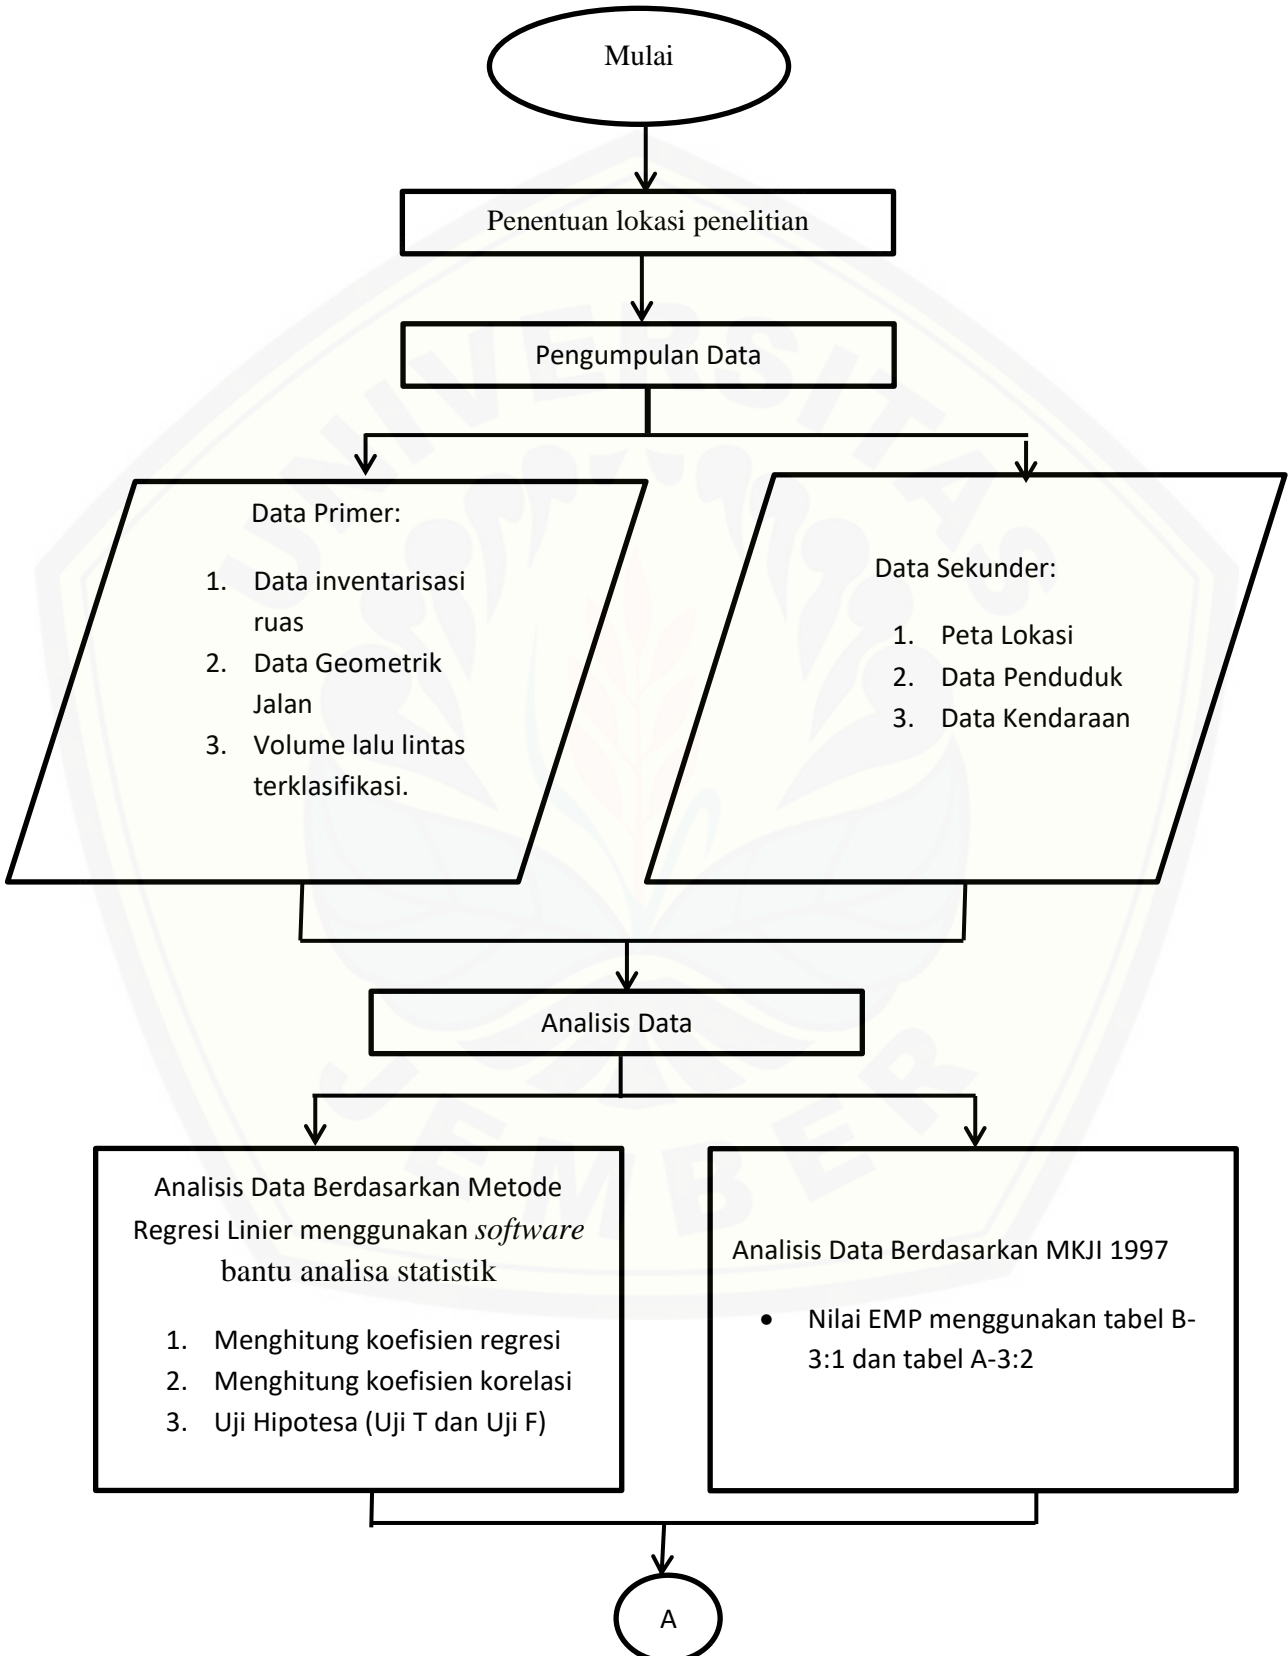 Mulai
Penentuan lokasi penelitian
Pengumpulan Data
Data Primer:
1. Data inventarisasi
ruas
2. Data Geometrik
Jalan
3. Volume lalu lintas
terklasifikasi.
Data Sekunder:
1. Peta Lokasi
2. Data Penduduk
3. Data Kendaraan
Analisis Data
Analisis Data Berdasarkan Metode
Regresi Linier menggunakan software
bantu analisa statistik
1. Menghitung koefisien regresi
2. Menghitung koefisien korelasi
3. Uji Hipotesa (Uji T dan Uji F)
Analisis Data Berdasarkan MKJI 1997
• Nilai EMP menggunakan tabel B-
3:1 dan tabel A-3:2
A
UNIVERSITAS
JEMBER